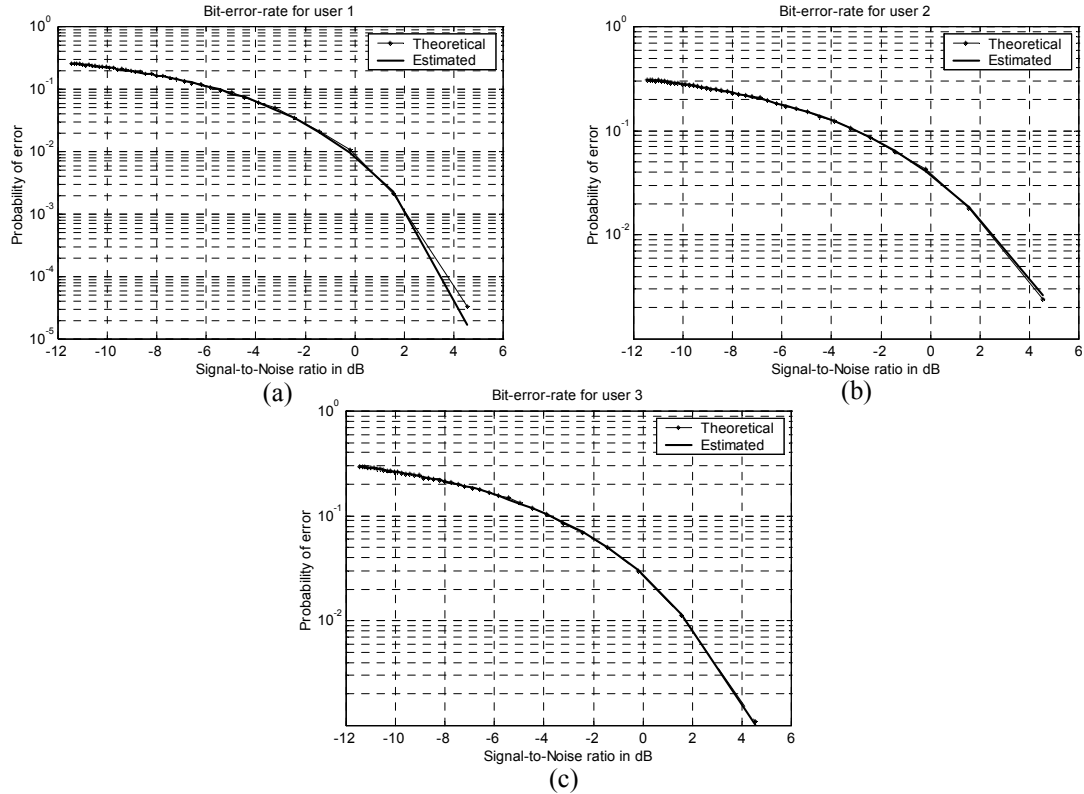 Bit-error-rate for user 1
10^0
10^-1
10^-2
10^-3
10^-4
10^-5
Probability of error
Theoretical
Estimated
-12 -10 -8 -6 -4 -2 0 2 4 6
Signal-to-Noise ratio in dB
(a)
Bit-error-rate for user 2
10^0
10^-1
10^-2
Probability of error
Theoretical
Estimated
-12 -10 -8 -6 -4 -2 0 2 4 6
Signal-to-Noise ratio in dB
(b)
Bit-error-rate for user 3
10^0
10^-1
10^-2
Probability of error
Theoretical
Estimated
-12 -10 -8 -6 -4 -2 0 2 4 6
Signal-to-Noise ratio in dB
(c)